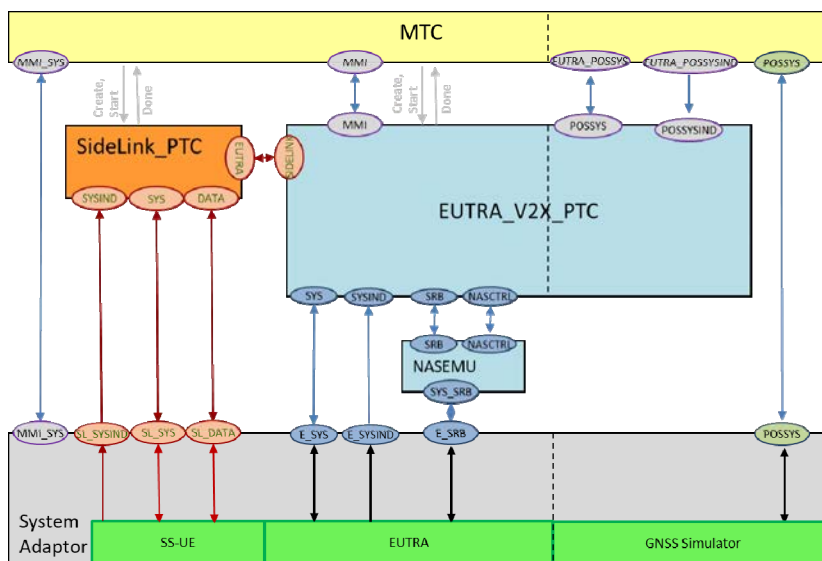 MTC
MMI_SYS
MMI
EUTRA_POSSYS
EUTRA_POSSYSIND
POSSYS
Create,
Start
Done
Create,
Start
Done
MMI
POSSYS
POSSYSIND
SideLink_PTC
EUTRA
SIDELINK
SYSIND
SYS
DATA
EUTRA_V2X_PTC
SYS
SYSIND
SRB
NASCTRL
SRB
NASCTRL
NASEMU
SYS_SRB
MMI_SYS
SL_SYSIND
SL_SYS
SL_DATA
E_SYS
E_SYSIND
E_SRB
POSSYS
System
Adaptor
SS-UE
EUTRA
GNSS Simulator